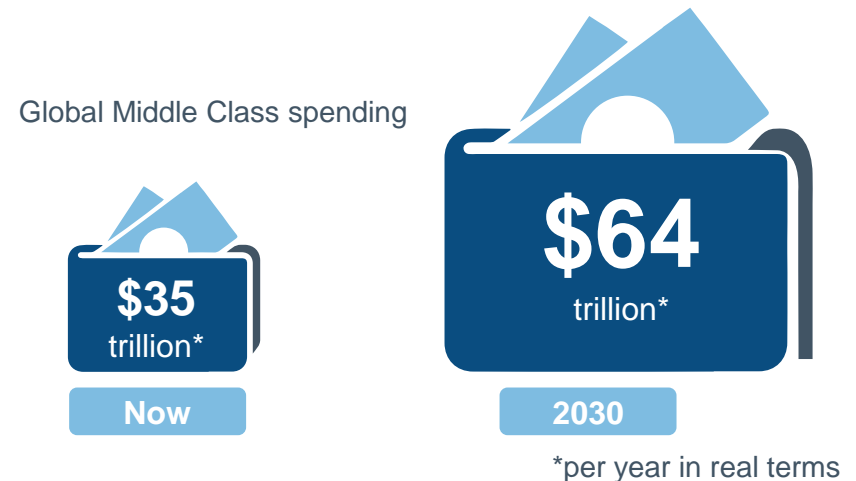 Global Middle Class spending
$35
trillion*
Now
$64
trillion*
2030
*per year in real terms